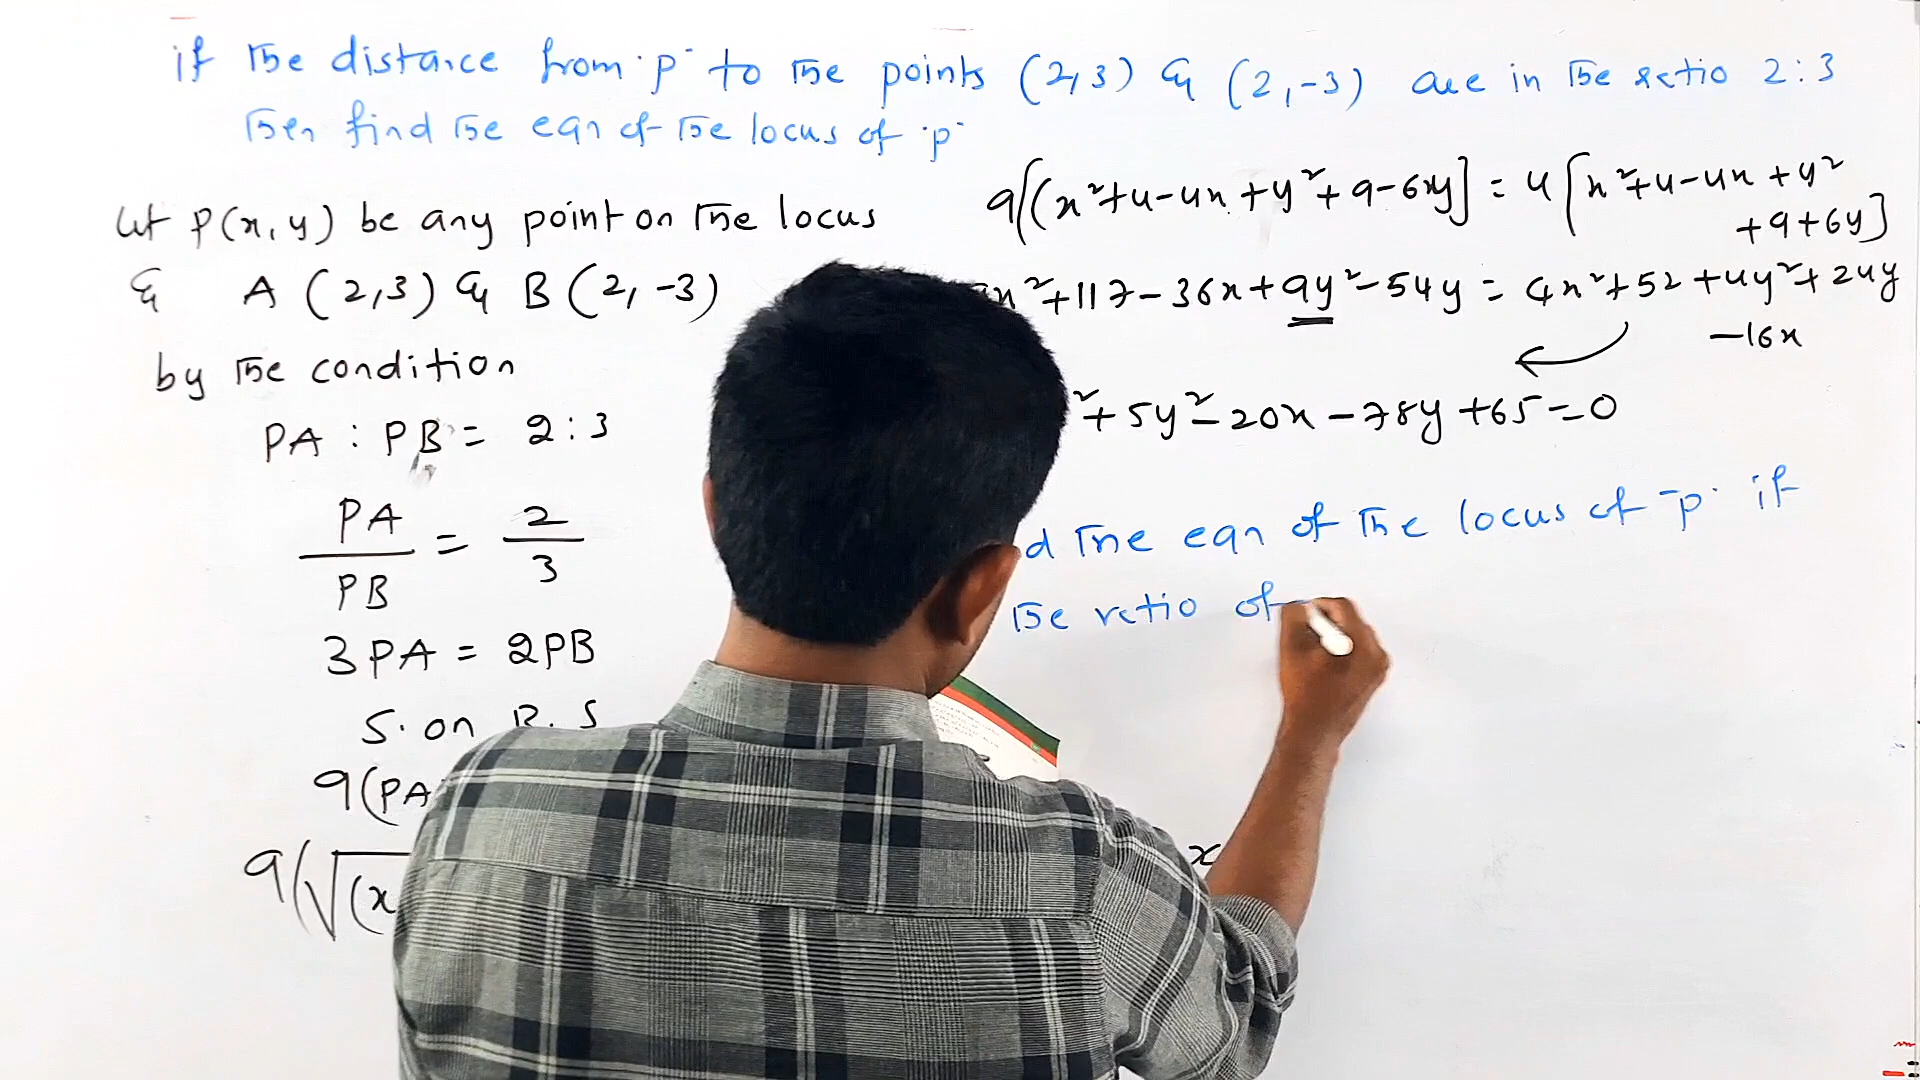 if the distance from 'p' to the points (2,3) & (2,-3) are in the ratio 2:3
then find the eqn of the locus of 'p'
let P(x,y) be any point on the locus
& A (2,3) & B (2,-3)
by the condition
PA : PB = 2:3
PA/PB = 2/3
3PA = 2PB
S. on B.S
9(PA
9(√(x
9[(x²+4-4x+y²+9-6xy] = 4[x²+4-4x+y²
+9+6y]
x²+117-36x+9y²-54y = 4x²+52+4y²+24y
-16x
²+5y²-20x-78y+65=0
d the eqn of the locus of 'p' if
the ratio of
x